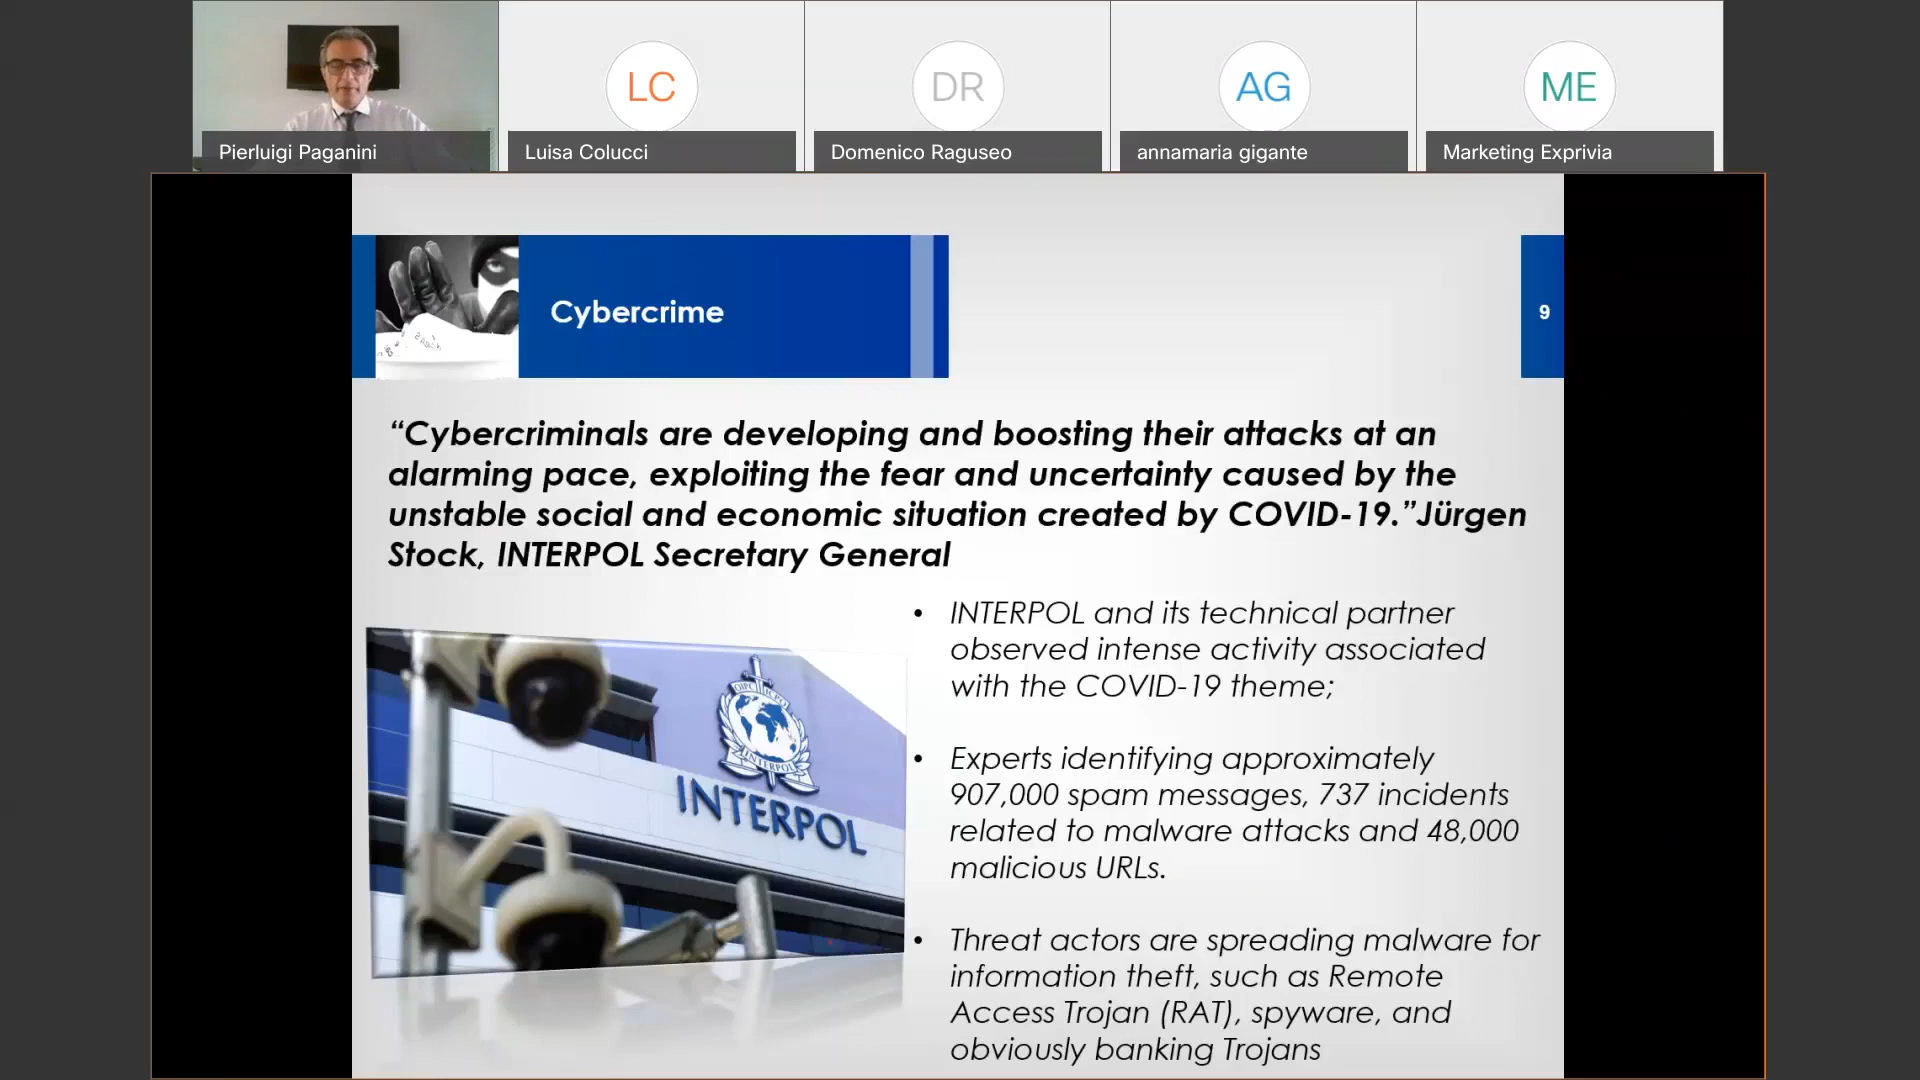 LC
DR
AG
ME
Pierluigi Paganini
Luisa Colucci
Domenico Raguseo
annamaria gigante
Marketing Exprivia
Cybercrime
9
“Cybercriminals are developing and boosting their attacks at an
alarming pace, exploiting the fear and uncertainty caused by the
unstable social and economic situation created by COVID-19.”Jürgen
Stock, INTERPOL Secretary General
• INTERPOL and its technical partner
observed intense activity associated
with the COVID-19 theme;
• Experts identifying approximately
907,000 spam messages, 737 incidents
related to malware attacks and 48,000
malicious URLs.
• Threat actors are spreading malware for
information theft, such as Remote
Access Trojan (RAT), spyware, and
obviously banking Trojans
OIPC ICPO
INTERPOL
INTERPOL